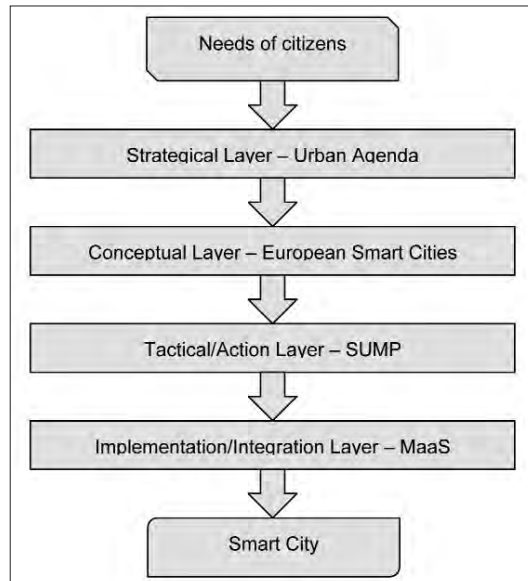 Needs of citizens
Strategical Layer – Urban Agenda
Conceptual Layer – European Smart Cities
Tactical/Action Layer – SUMP
Implementation/Integration Layer – MaaS
Smart City